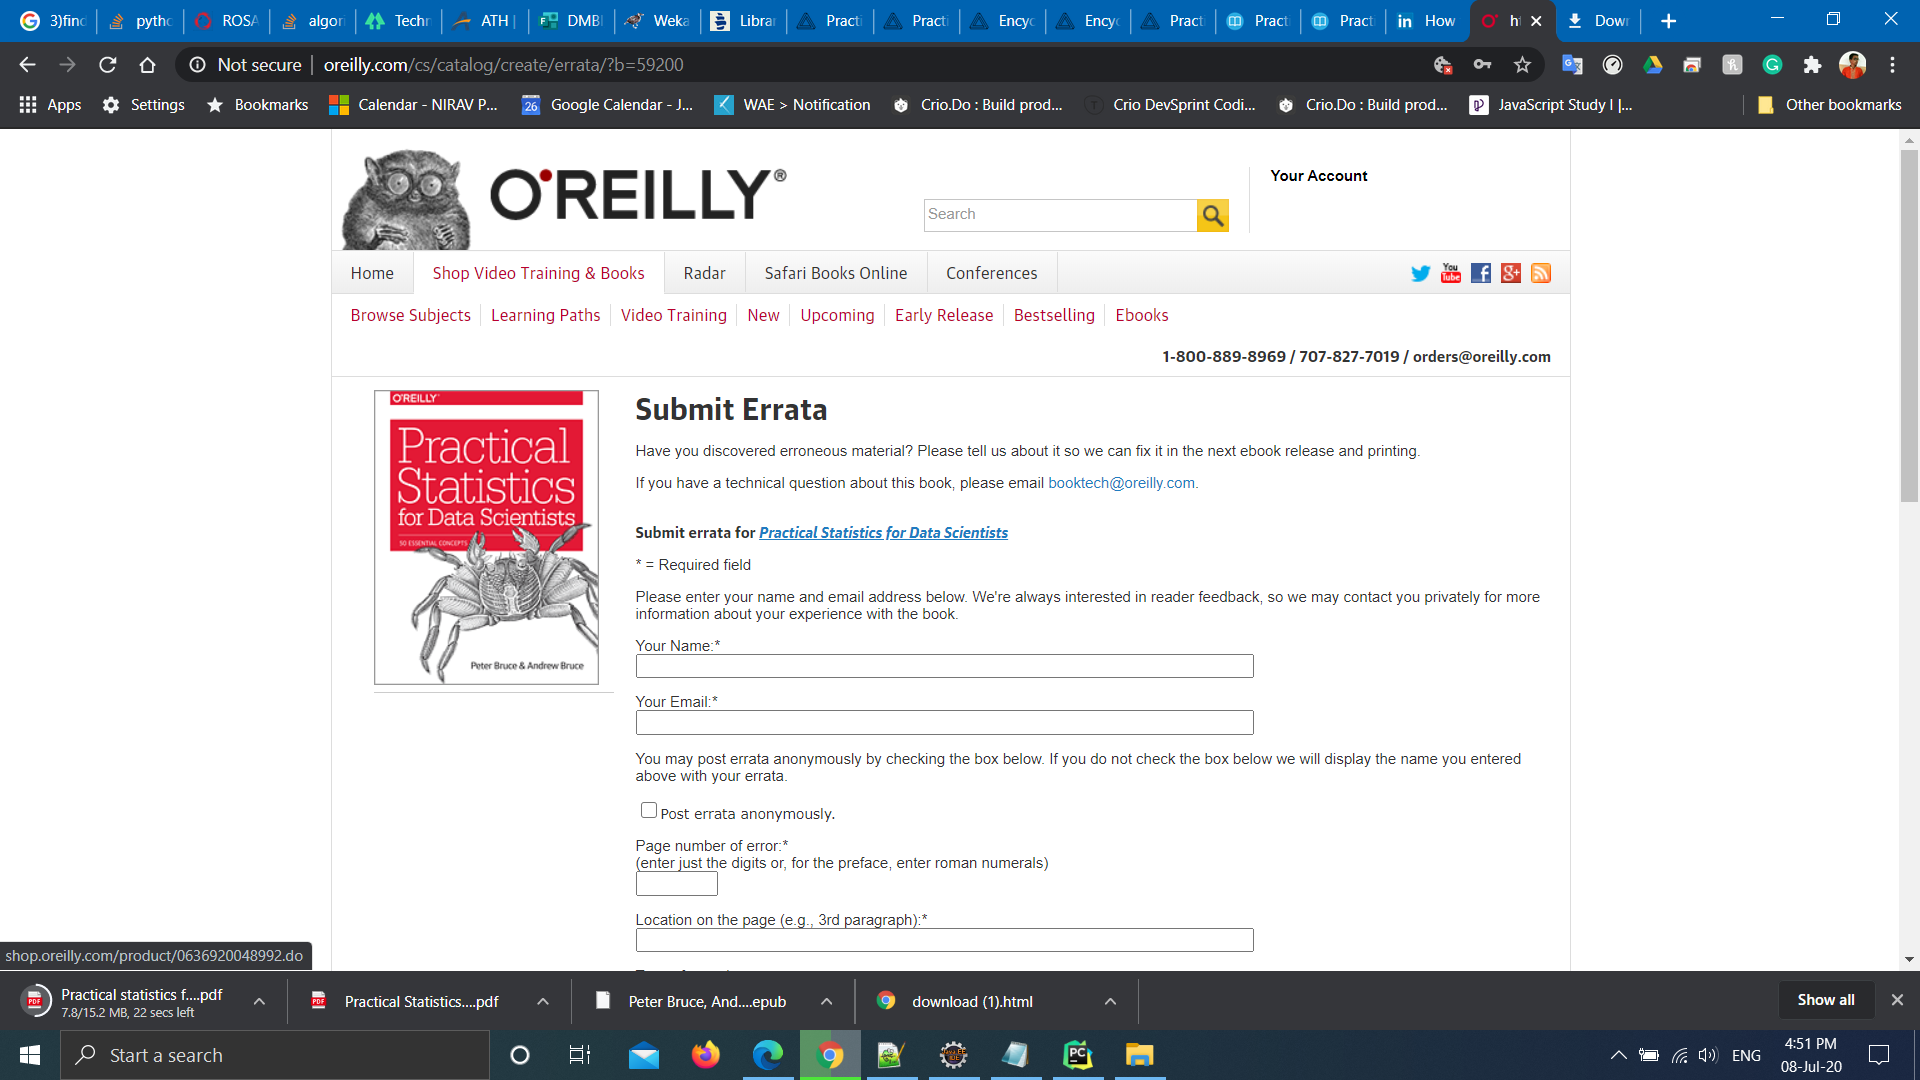 3)find
pytho
ROSA
algori
Techn
ATH |
DMBI
Weka
Librar
Practi
Practi
Encyc
Encyc
Pract
Practi
Pract
How
ht
Dow
Not secure
oreilly.com/cs/catalog/create/errata/?b=59200
Apps
Settings
Bookmarks
Calendar - NIRAV P...
26
Google Calendar - J...
WAE > Notification
Crio.Do : Build prod...
Crio DevSprint Codi...
Crio.Do : Build prod...
JavaScript Study I |...
Other bookmarks
O'REILLY®
Search
Your Account
Home
Shop Video Training & Books
Radar
Safari Books Online
Conferences
You Tube
Browse Subjects
Learning Paths
Video Training
New
Upcoming
Early Release
Bestselling
Ebooks
1-800-889-8969 / 707-827-7019 / orders@oreilly.com
O'REILLY®
Practical
Statistics
for Data Scientists
50 ESSENTIAL CONCEPTS
Peter Bruce & Andrew Bruce
Submit Errata
Have you discovered erroneous material? Please tell us about it so we can fix it in the next ebook release and printing.
If you have a technical question about this book, please email booktech@oreilly.com.
Submit errata for Practical Statistics for Data Scientists
* = Required field
Please enter your name and email address below. We're always interested in reader feedback, so we may contact you privately for more
information about your experience with the book.
Your Name:*
Your Email:*
You may post errata anonymously by checking the box below. If you do not check the box below we will display the name you entered
above with your errata.
Post errata anonymously.
Page number of error:*
(enter just the digits or, for the preface, enter roman numerals)
Location on the page (e.g., 3rd paragraph):*
shop.oreilly.com/product/0636920048992.do
Practical statistics f....pdf
7.8/15.2 MB, 22 secs left
Practical Statistics....pdf
Peter Bruce, And....epub
download (1).html
Show all
Start a search
ENG
4:51 PM
08-Jul-20